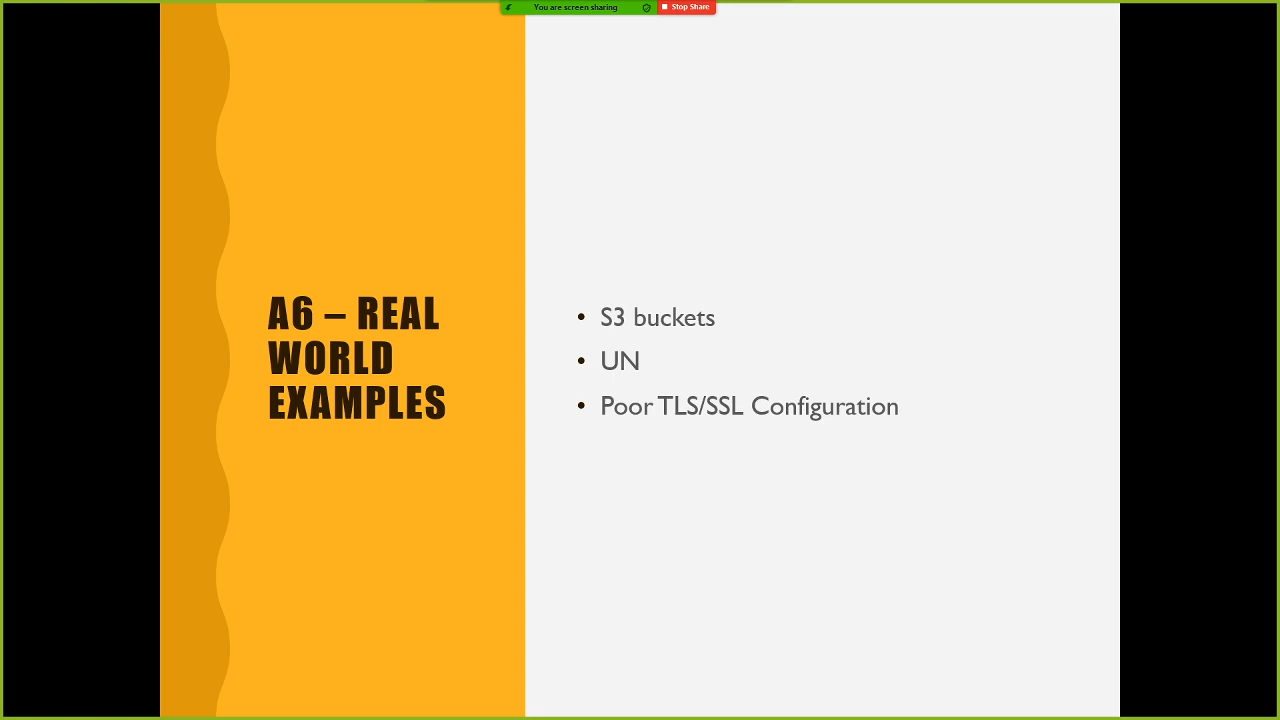 You are screen sharing
Stop Share
A6 – REAL
WORLD
EXAMPLES
• S3 buckets
• UN
• Poor TLS/SSL Configuration